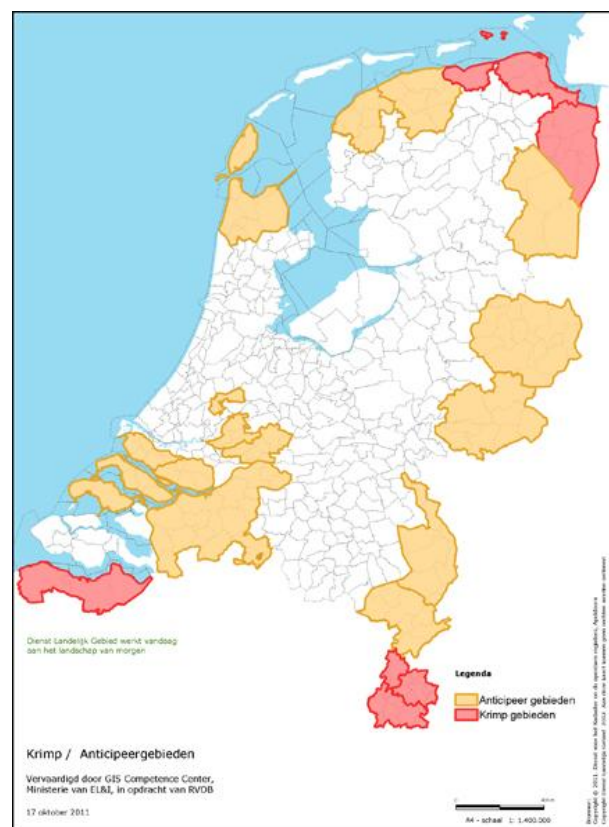 Dienst Landelijk Gebied werkt vandaag
aan het landschap van morgen
Legenda
Anticipeer gebieden
Krimp gebieden
Krimp / Anticipeergebieden
Vervaardigd door GIS Competence Center,
Ministerie van EL&I, in opdracht van RVOB
17 oktober 2011
0
A4 - schaal 1: 1.400.000